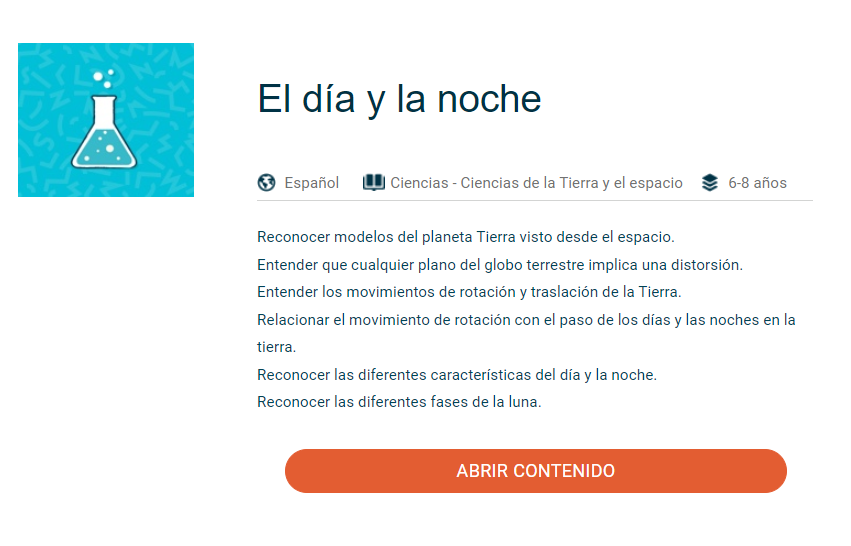 El día y la noche
Español Ciencias - Ciencias de la Tierra y el espacio 6-8 años
Reconocer modelos del planeta Tierra visto desde el espacio.
Entender que cualquier plano del globo terrestre implica una distorsión.
Entender los movimientos de rotación y traslación de la Tierra.
Relacionar el movimiento de rotación con el paso de los días y las noches en la
tierra.
Reconocer las diferentes características del día y la noche.
Reconocer las diferentes fases de la luna.
ABRIR CONTENIDO